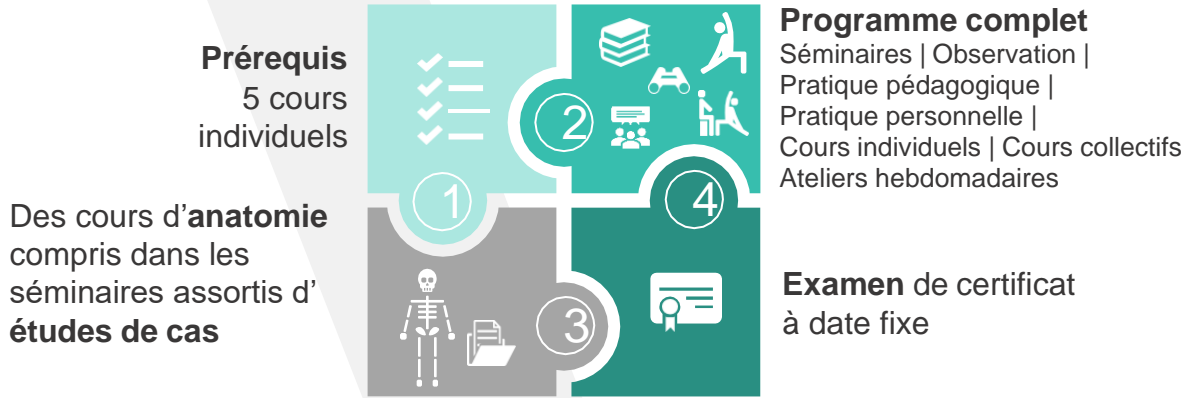 Prérequis
5 cours
individuels
1
2
Programme complet
Séminaires | Observation |
Pratique pédagogique |
Pratique personnelle |
Cours individuels | Cours collectifs
Ateliers hebdomadaires
Des cours d’anatomie
compris dans les
séminaires assortis d’
études de cas
3
4
Examen de certificat
à date fixe